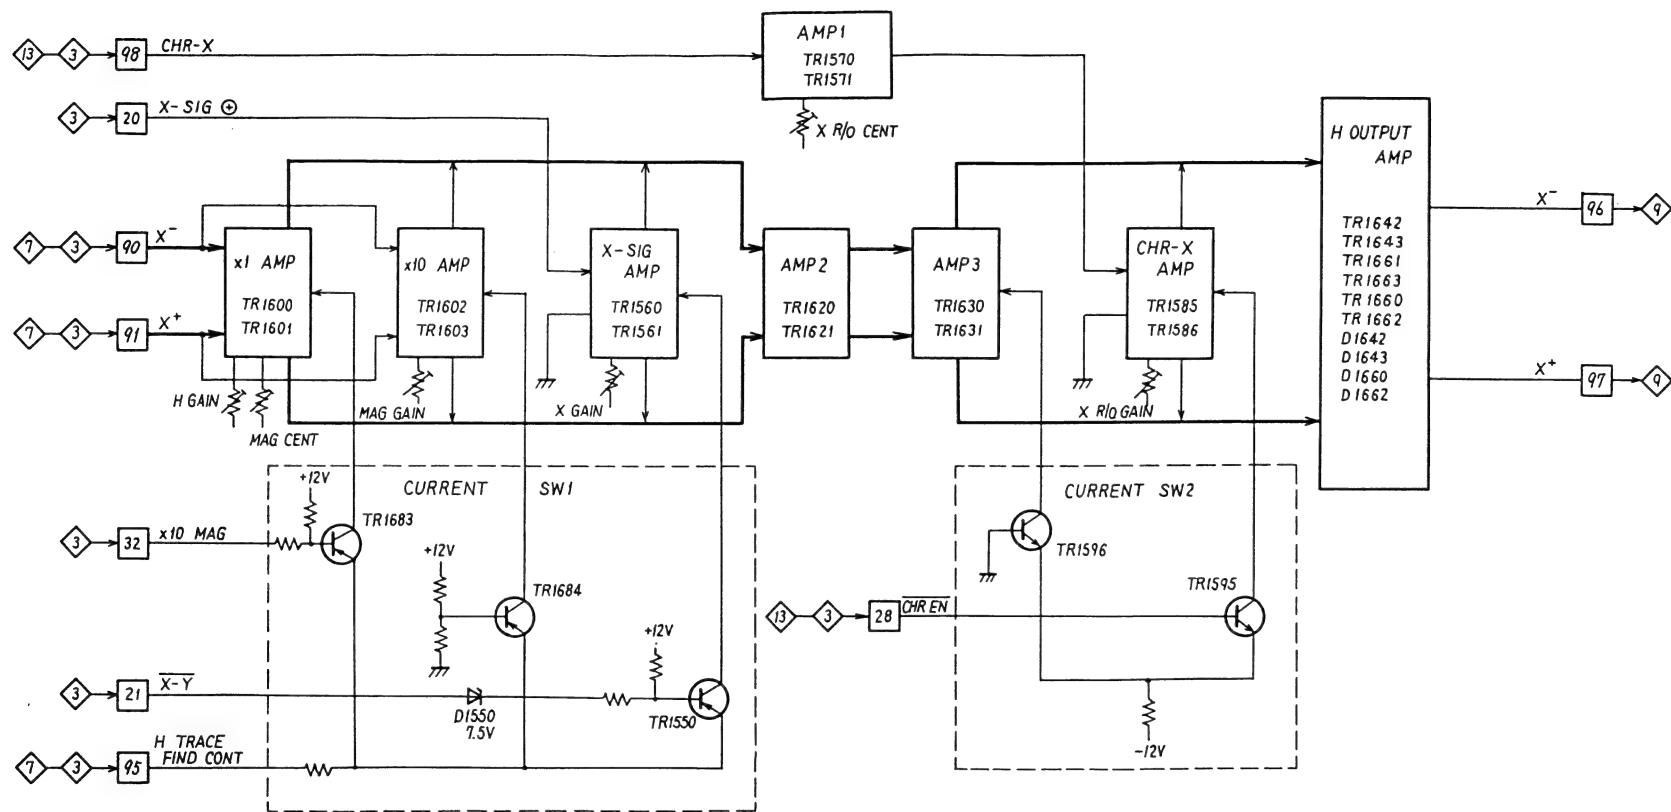 13 3 98 CHR-X
AMP1
TR1570
TR1571
X R/O CENT
3 20 X-SIG ⊕
7 3 90 X⁻
7 3 91 X⁺
x1 AMP
TR1600
TR1601
H GAIN
MAG CENT
x10 AMP
TR1602
TR1603
MAG GAIN
X-SIG
AMP
TR1560
TR1561
X GAIN
AMP2
TR1620
TR1621
AMP3
TR1630
TR1631
CHR-X
AMP
TR1585
TR1586
X R/O GAIN
H OUTPUT
AMP
TR1642
TR1643
TR1661
TR1663
TR1660
TR1662
D1642
D1643
D1660
D1662
X⁻ 96 9
X⁺ 97 9
CURRENT SW1
+12V
TR1683
3 32 x10 MAG
+12V
TR1684
+12V
3 21 X-Y
D1550
7.5V
TR1550
7 3 95 H TRACE
FIND CONT
CURRENT SW2
TR1596
TR1595
13 3 28 CHR EN
-12V